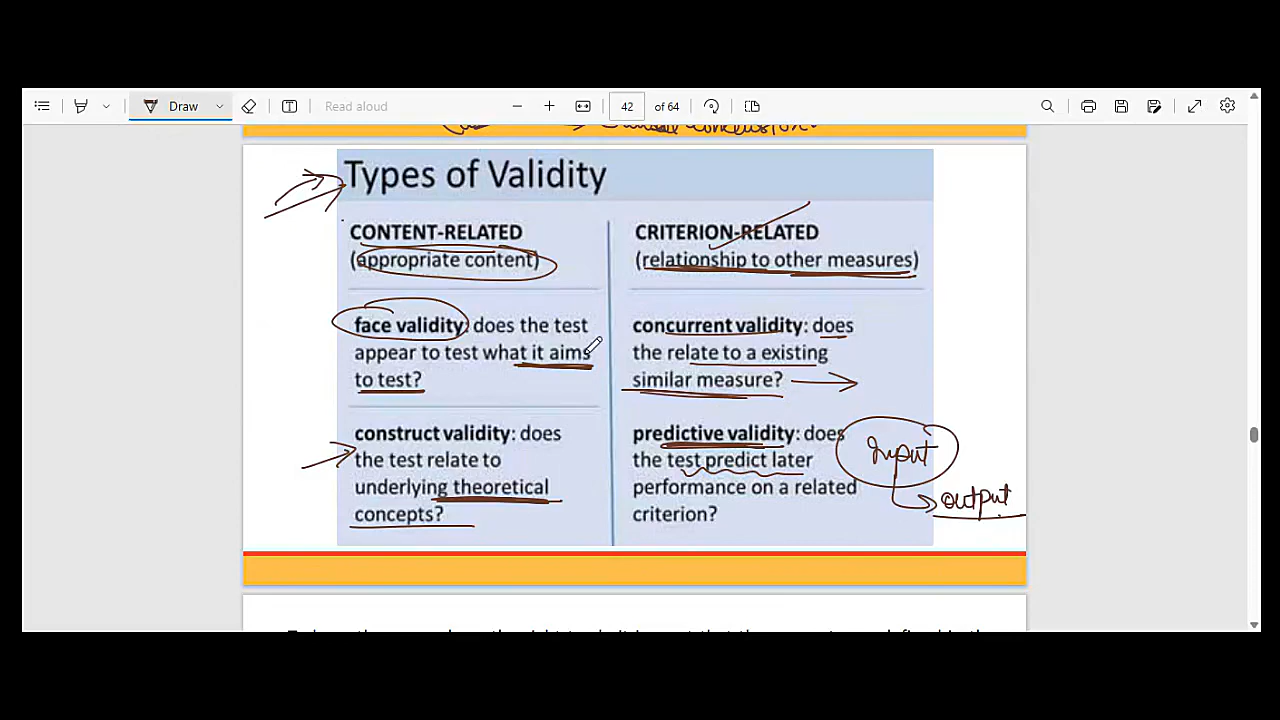 Draw
Read aloud
42 of 64
Types of Validity
CONTENT-RELATED
(appropriate content)
face validity: does the test
appear to test what it aims
to test?
construct validity: does
the test relate to
underlying theoretical
concepts?
CRITERION-RELATED
(relationship to other measures)
concurrent validity: does
the relate to a existing
similar measure?
predictive validity: does
the test predict later
performance on a related
criterion?
Input
output